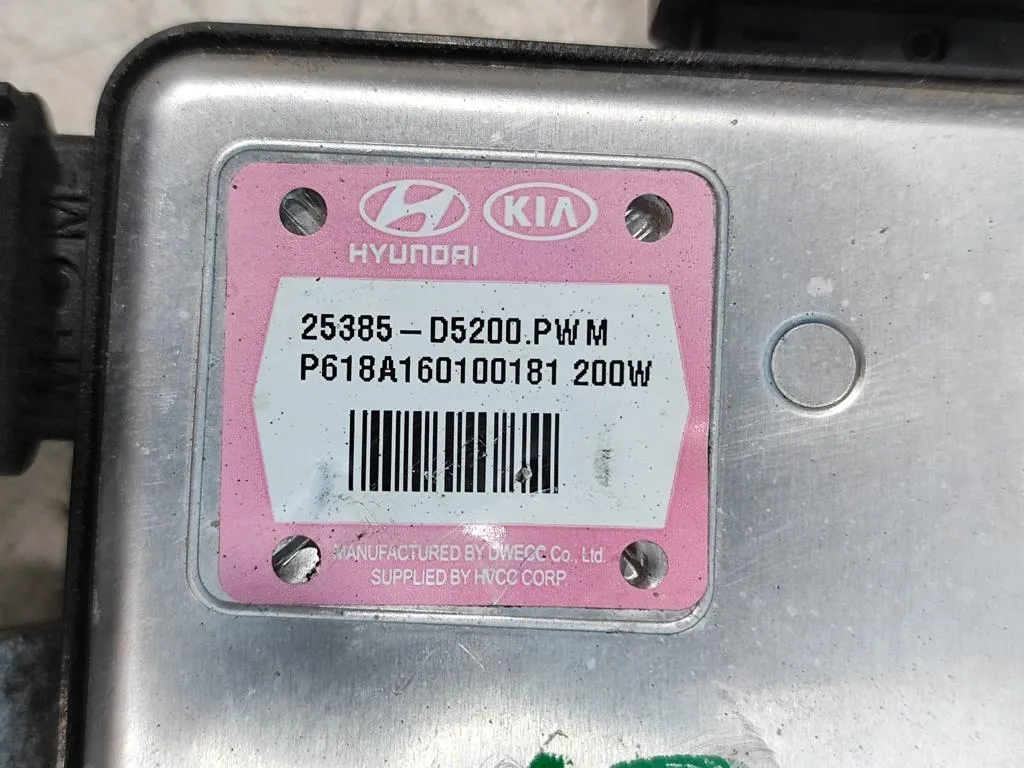 HYUNDAI KIA
25385-D5200.PWM
P618A160100181 200W
MANUFACTURED BY DWECC Co., Ltd.
SUPPLIED BY HVCC CORP.
M+ M-